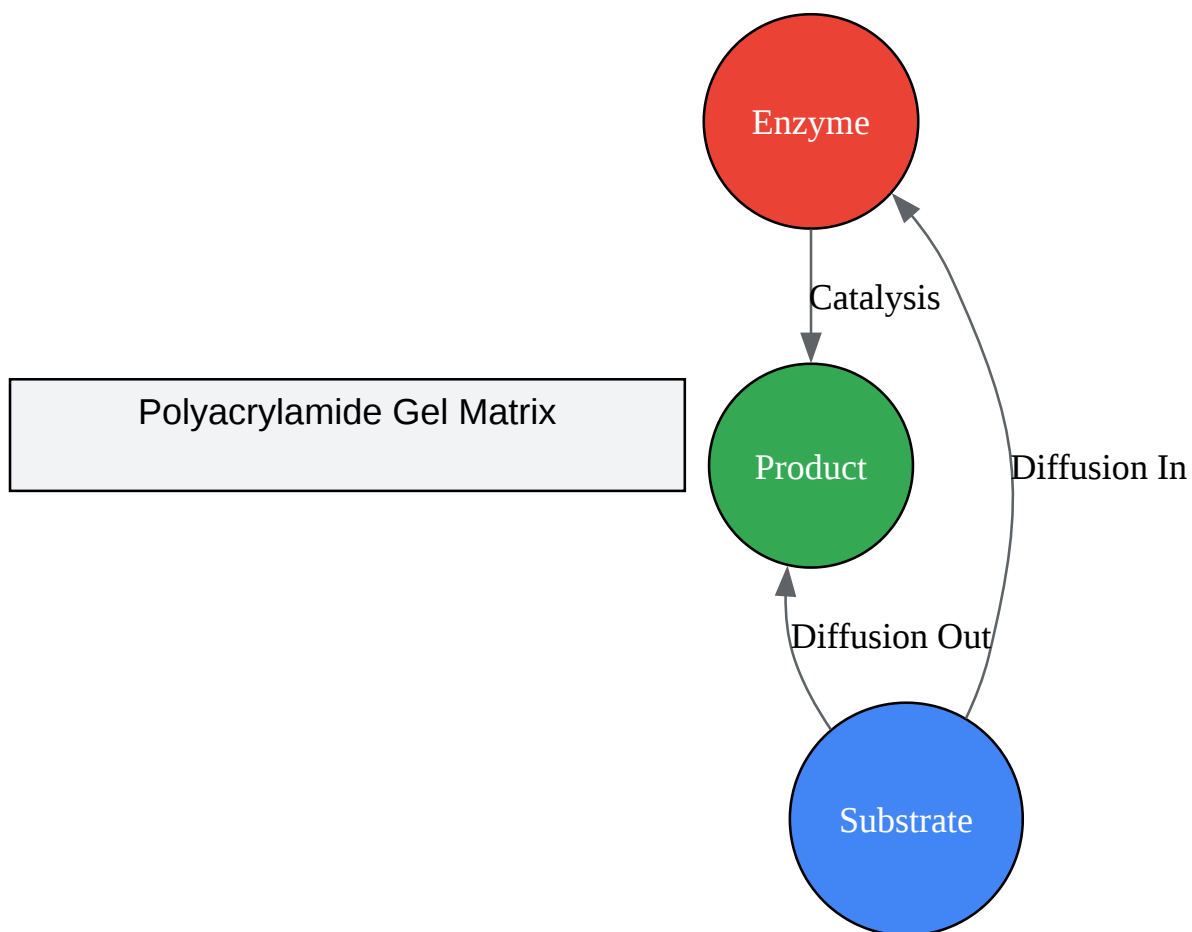 Enzyme
Catalysis
Polyacrylamide Gel Matrix
Product
Diffusion In
Diffusion Out
Substrate